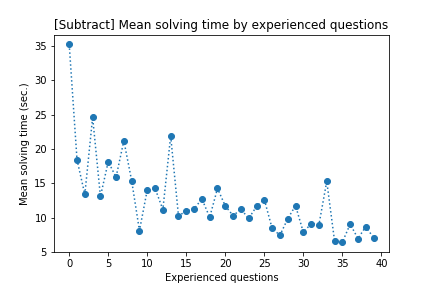 [Subtract] Mean solving time by experienced questions
Mean solving time (sec.)
35
30
25
20
15
10
5
0 5 10 15 20 25 30 35 40
Experienced questions